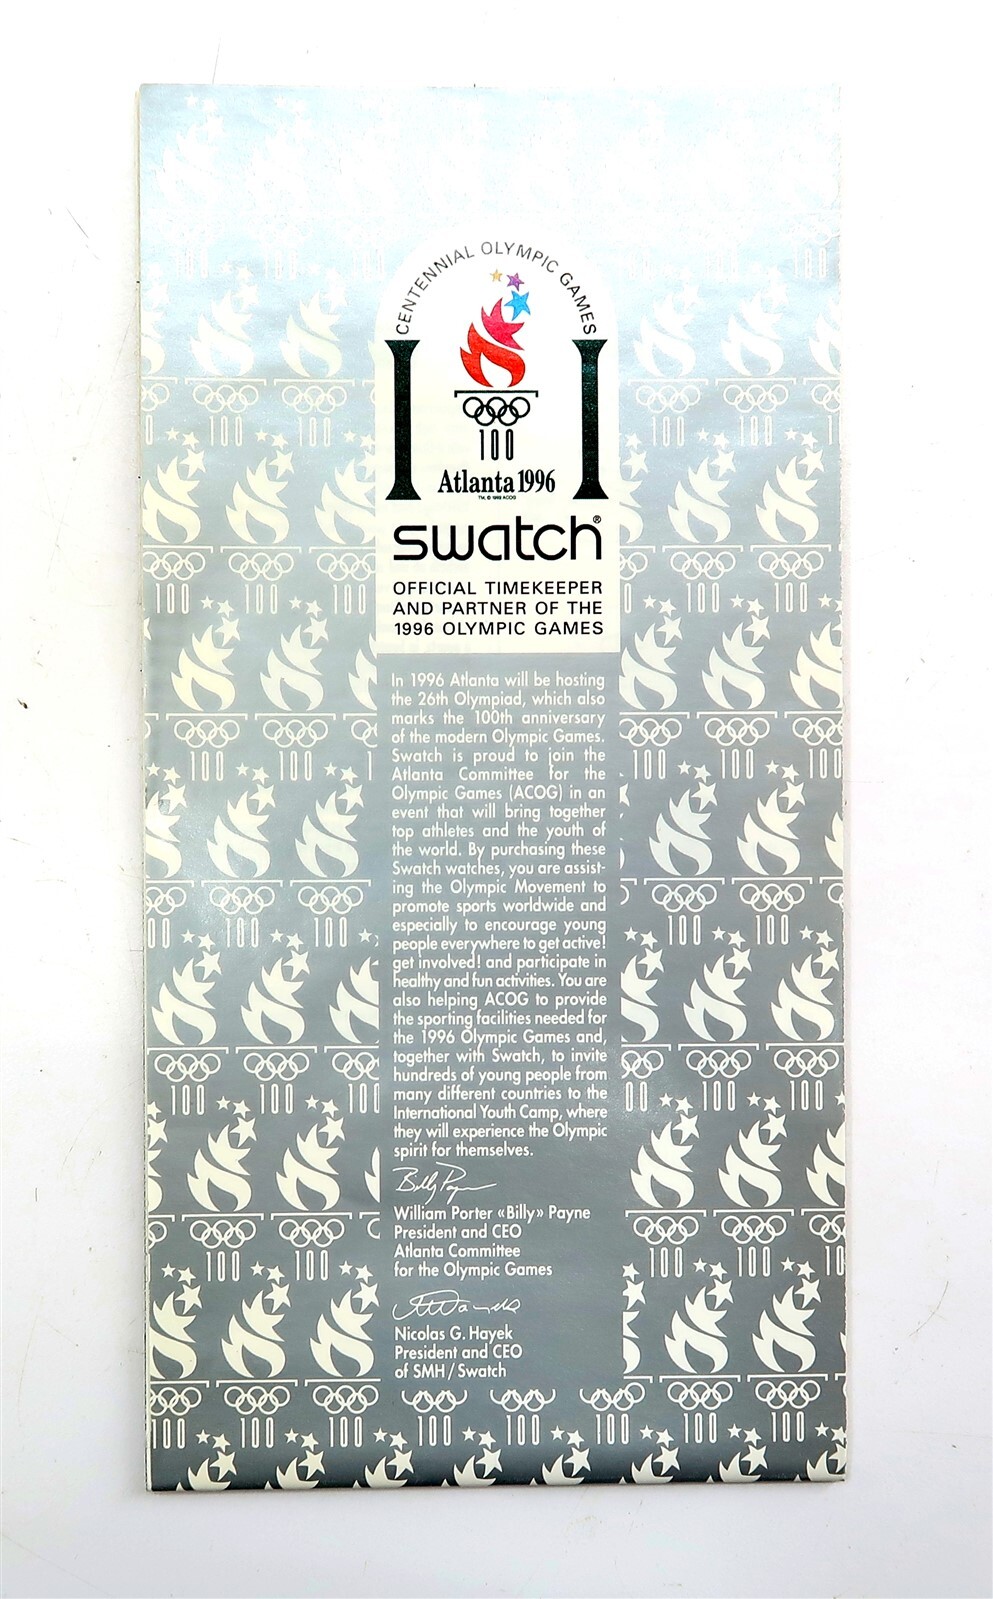 CENTENNIAL OLYMPIC GAMES
100
Atlanta 1996
swatch®
OFFICIAL TIMEKEEPER
AND PARTNER OF THE
1996 OLYMPIC GAMES
In 1996 Atlanta will be hosting
the 26th Olympiad, which also
marks the 100th anniversary
of the modern Olympic Games.
Swatch is proud to join the
Atlanta Committee for the
Olympic Games (ACOG) in an
event that will bring together
top athletes and the youth of
the world. By purchasing these
Swatch watches, you are assist-
ing the Olympic Movement to
promote sports worldwide and
especially to encourage young
people everywhere to get active!
get involved! and participate in
healthy and fun activities. You are
also helping ACOG to provide
the sporting facilities needed for
the 1996 Olympic Games and,
together with Swatch, to invite
hundreds of young people from
many different countries to the
International Youth Camp, where
they will experience the Olympic
spirit for themselves.
William Porter «Billy» Payne
President and CEO
Atlanta Committee
for the Olympic Games
Nicolas G. Hayek
President and CEO
of SMH / Swatch